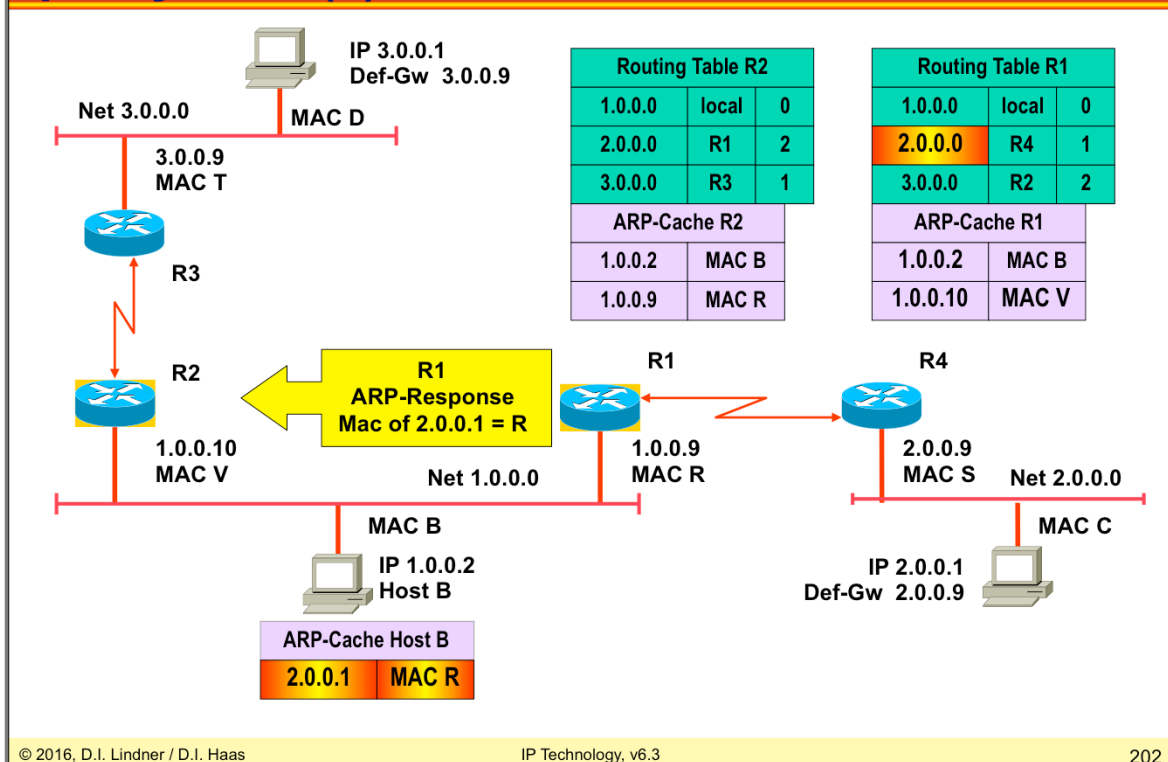 IP 3.0.0.1
Def-Gw 3.0.0.9
Net 3.0.0.0
MAC D
3.0.0.9
MAC T
R3
Routing Table R2
1.0.0.0 local 0
2.0.0.0 R1 2
3.0.0.0 R3 1
ARP-Cache R2
1.0.0.2 MAC B
1.0.0.9 MAC R
Routing Table R1
1.0.0.0 local 0
2.0.0.0 R4 1
3.0.0.0 R2 2
ARP-Cache R1
1.0.0.2 MAC B
1.0.0.10 MAC V
R2
R1
ARP-Response
Mac of 2.0.0.1 = R
R1
R4
1.0.0.10
MAC V
Net 1.0.0.0
1.0.0.9
MAC R
2.0.0.9
MAC S
Net 2.0.0.0
MAC B
IP 1.0.0.2
Host B
MAC C
IP 2.0.0.1
Def-Gw 2.0.0.9
ARP-Cache Host B
2.0.0.1 MAC R
© 2016, D.I. Lindner / D.I. Haas
IP Technology, v6.3
202